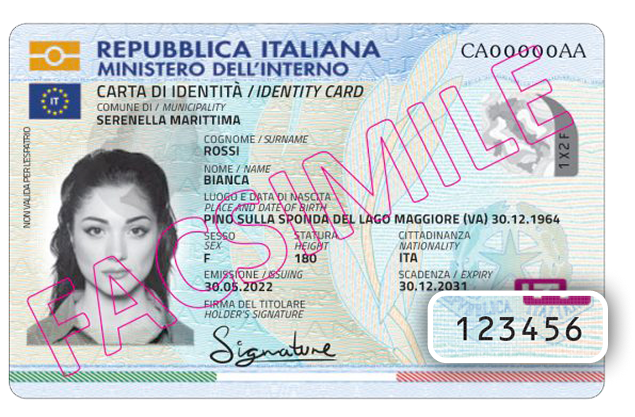 REPUBBLICA ITALIANA
MINISTERO DELL'INTERNO
CA00000AA
IT
CARTA DI IDENTITÀ / IDENTITY CARD
COMUNE DI / MUNICIPALITY
SERENELLA MARITTIMA
NON VALIDA PER L'ESPATRIO
COGNOME / SURNAME
ROSSI
NOME / NAME
BIANCA
1X2F
LUOGO E DATA DI NASCITA
PLACE AND DATE OF BIRTH
PINO SULLA SPONDA DEL LAGO MAGGIORE (VA) 30.12.1964
SESSO STATURA CITTADINANZA
SEX HEIGHT NATIONALITY
F 180 ITA
EMISSIONE / ISSUING SCADENZA / EXPIRY
30.05.2022 30.12.2031
FIRMA DEL TITOLARE
HOLDER'S SIGNATURE
Signature
123456
FACSIMILE